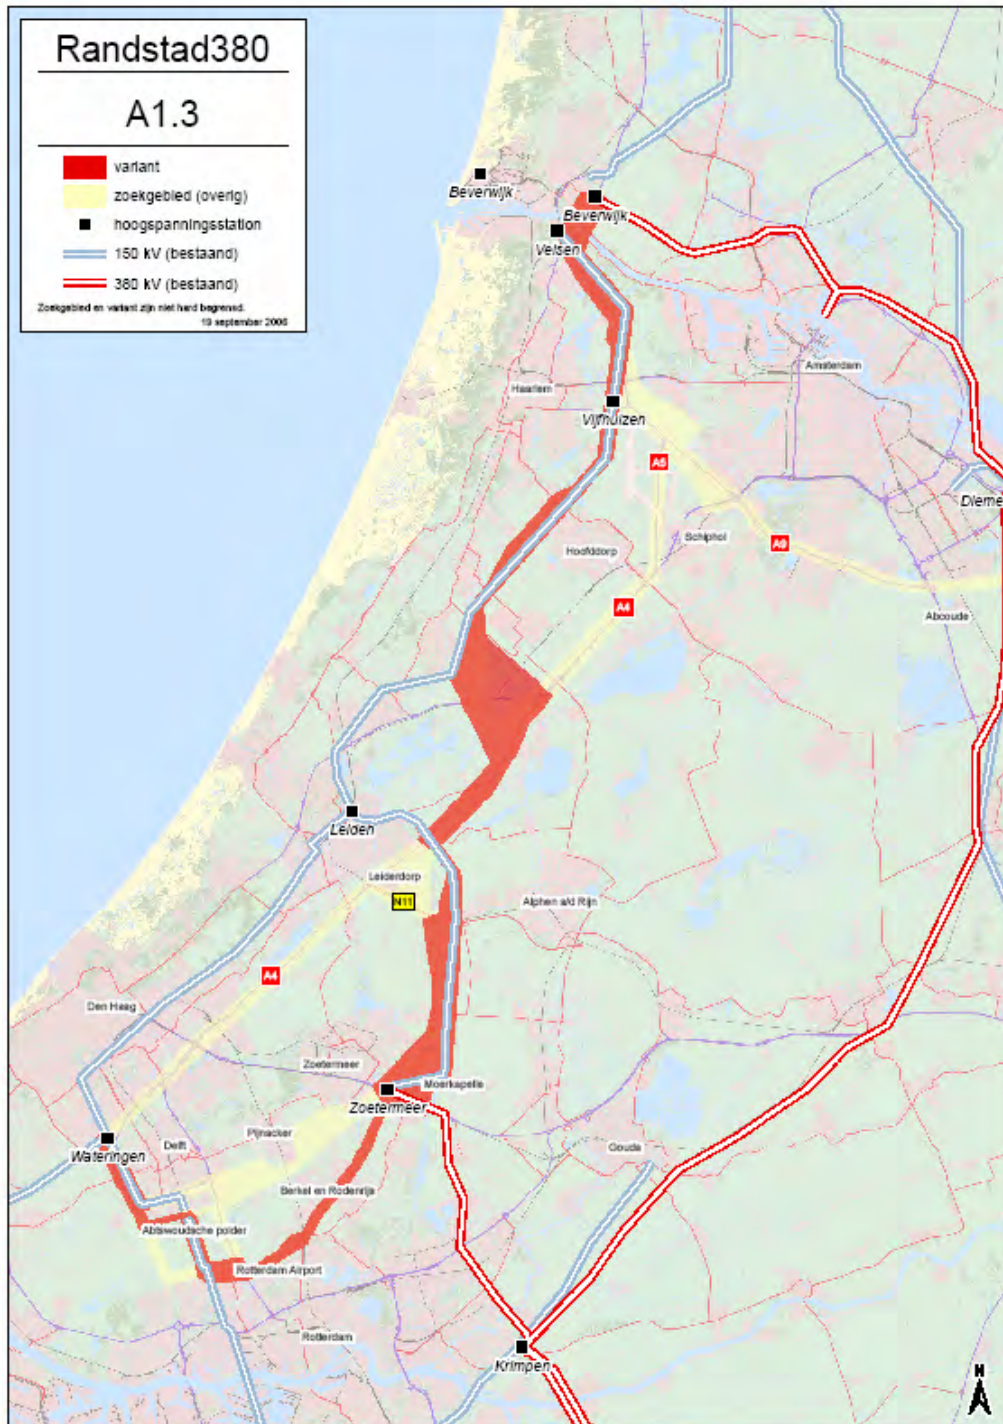 Randstad380
A1.3
variant
zoekgebied (overig)
hoogspanningsstation
150 kV (bestaand)
380 kV (bestaand)
Zoekgebied en variant zijn niet hard begrensd.
19 september 2006
Beverwijk
Beverwijk
Velsen
Amsterdam
Haarlem
Vijfhuizen
A5
Dieme
Schiphol
A9
Hoofddorp
A4
Abcoude
Leiden
Leiderdorp
N11
Alphen a/d Rijn
A4
Den Haag
Zoetermeer
Moerkapelle
Zoetermeer
Pijnacker
Delft
Gouda
Wateringen
Berkel en Rodenrijs
Abtswoudsche polder
Rotterdam Airport
Rotterdam
Krimpen
N